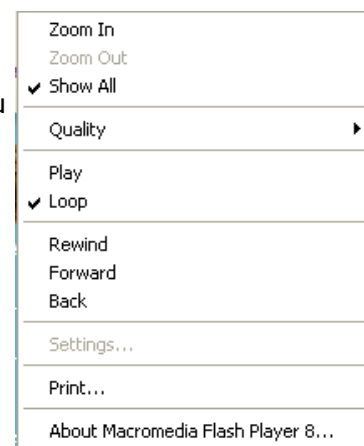 Zoom In
Zoom Out
Show All
Quality
Play
Loop
Rewind
Forward
Back
Settings...
Print...
About Macromedia Flash Player 8...